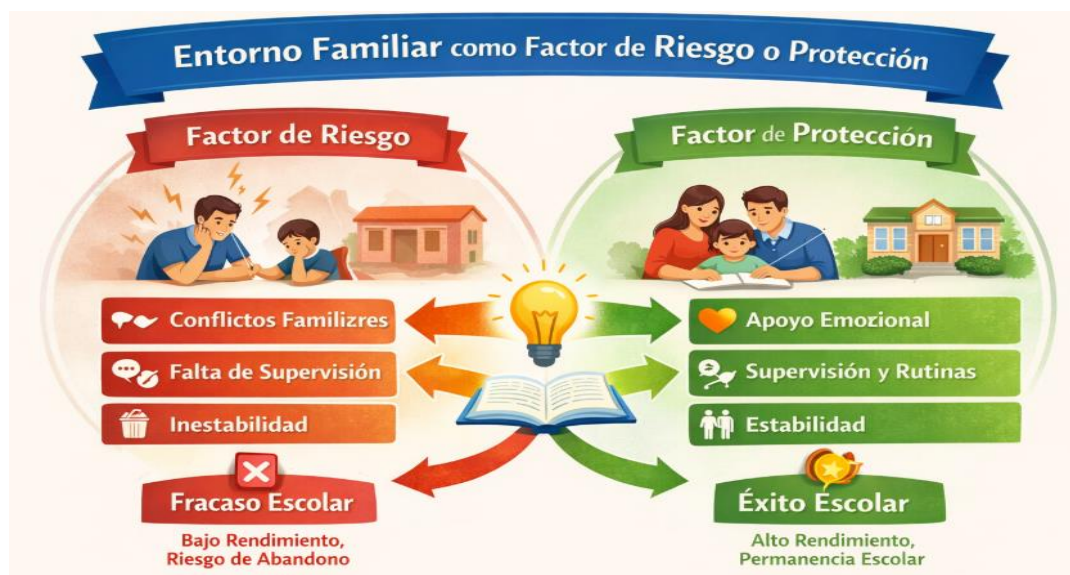 Entorno Familiar como Factor de Riesgo o Protección
Factor de Riesgo
Conflictos Familizres
Falta de Supervisión
Inestabilidad
Fracaso Escolar
Bajo Rendimiento,
Riesgo de Abandono
Factor de Protección
Apoyo Emozional
Supervisión y Rutinas
Estabilidad
Éxito Escolar
Alto Rendimiento,
Permanencia Escolar